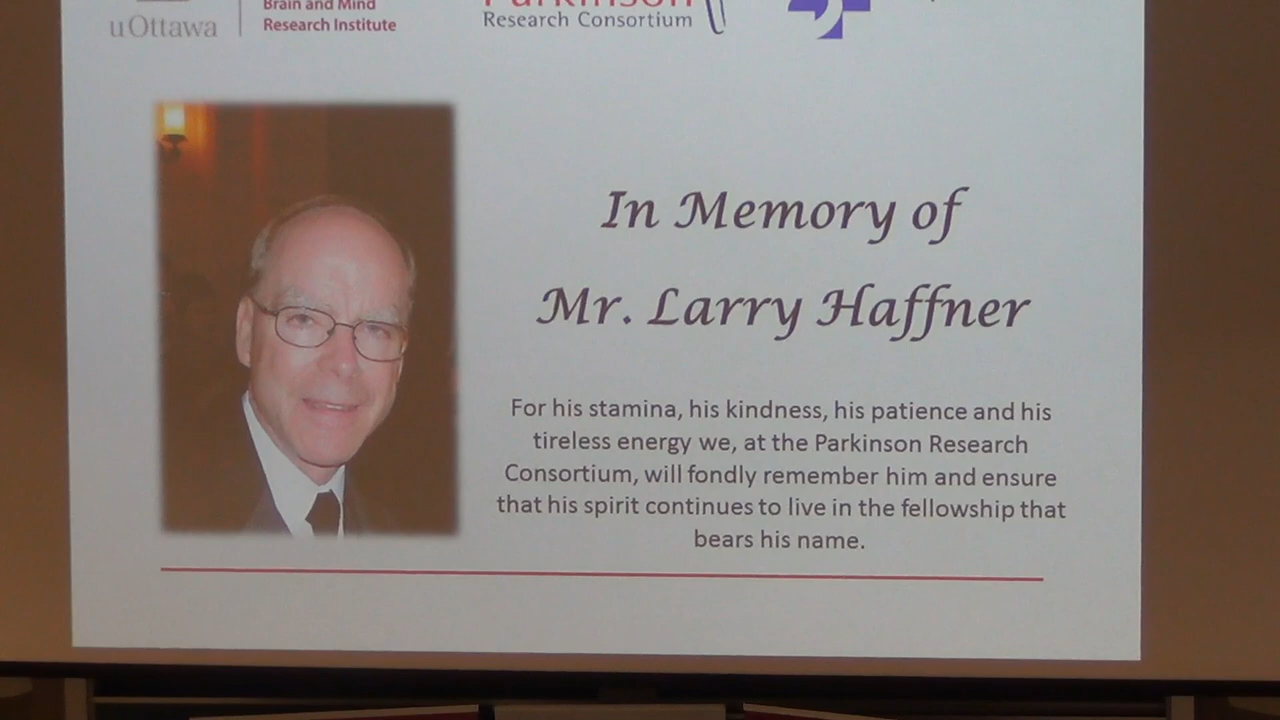 uOttawa
Brain and Mind
Research Institute
Parkinson
Research Consortium
In Memory of
Mr. Larry Haffner
For his stamina, his kindness, his patience and his
tireless energy we, at the Parkinson Research
Consortium, will fondly remember him and ensure
that his spirit continues to live in the fellowship that
bears his name.